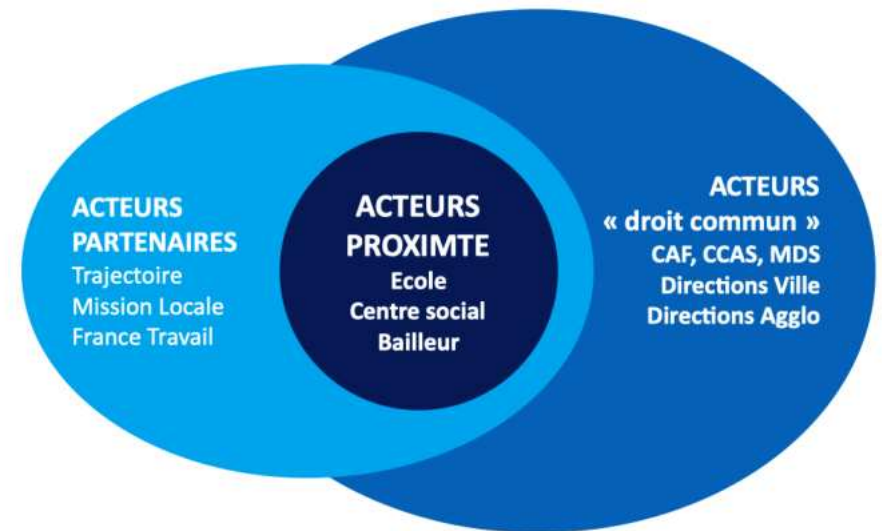 ACTEURS
PARTENAIRES
Trajectoire
Mission Locale
France Travail
ACTEURS
PROXIMTE
Ecole
Centre social
Bailleur
ACTEURS
« droit commun »
CAF, CCAS, MDS
Directions Ville
Directions Agglo